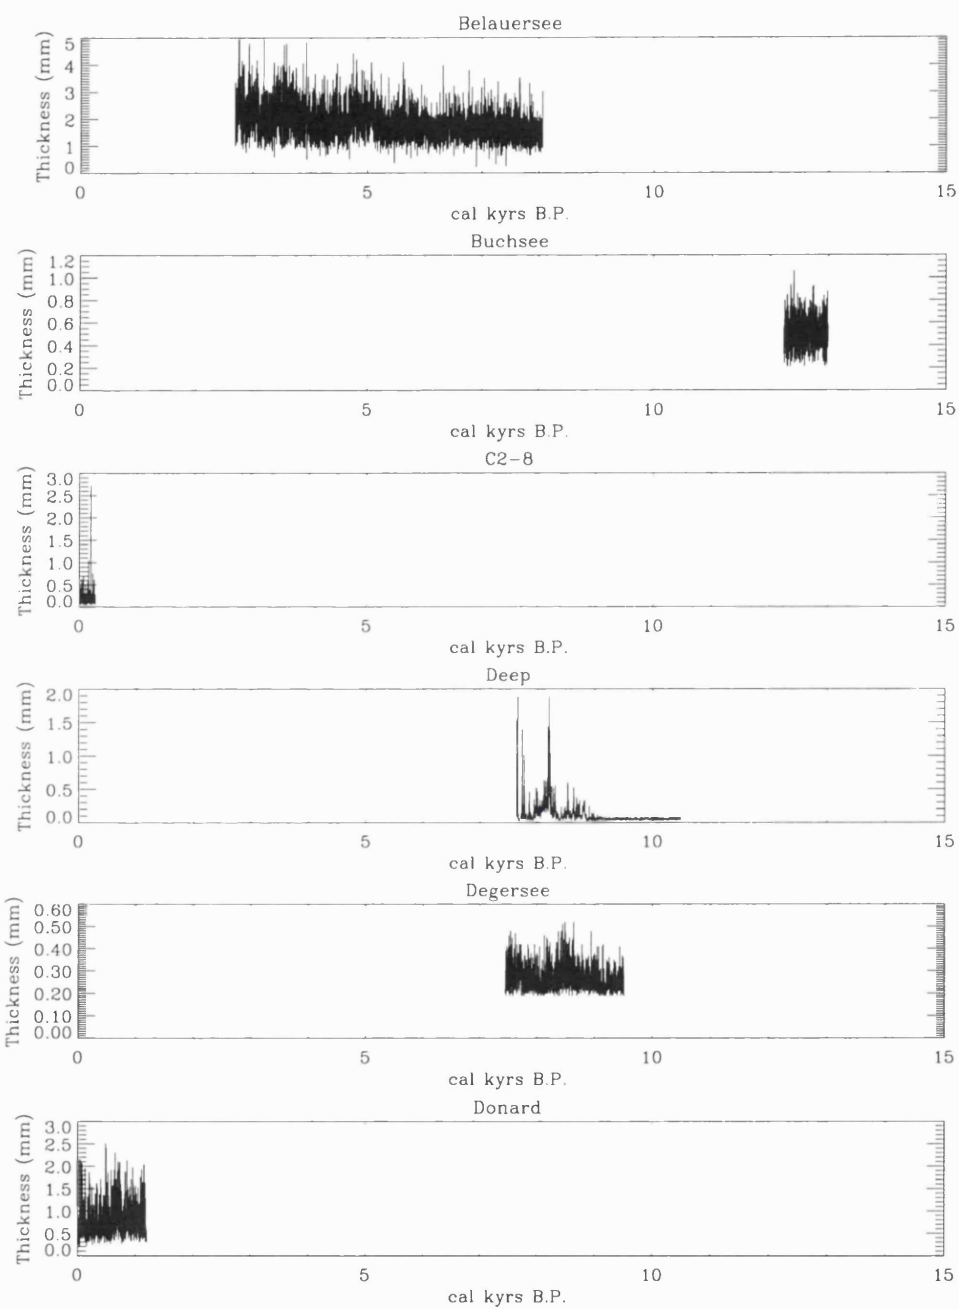 Belauersee
Thickness (mm)
5
4
3
2
1
0
0 5 10 15
cal kyrs B.P.
Buchsee
Thickness (mm)
1.2
1.0
0.8
0.6
0.4
0.2
0.0
0 5 10 15
cal kyrs B.P.
C2-8
Thickness (mm)
3.0
2.5
2.0
1.5
1.0
0.5
0.0
0 5 10 15
cal kyrs B.P.
Deep
Thickness (mm)
2.0
1.5
1.0
0.5
0.0
0 5 10 15
cal kyrs B.P.
Degersee
Thickness (mm)
0.60
0.50
0.40
0.30
0.20
0.10
0.00
0 5 10 15
cal kyrs B.P.
Donard
Thickness (mm)
3.0
2.5
2.0
1.5
1.0
0.5
0.0
0 5 10 15
cal kyrs B.P.